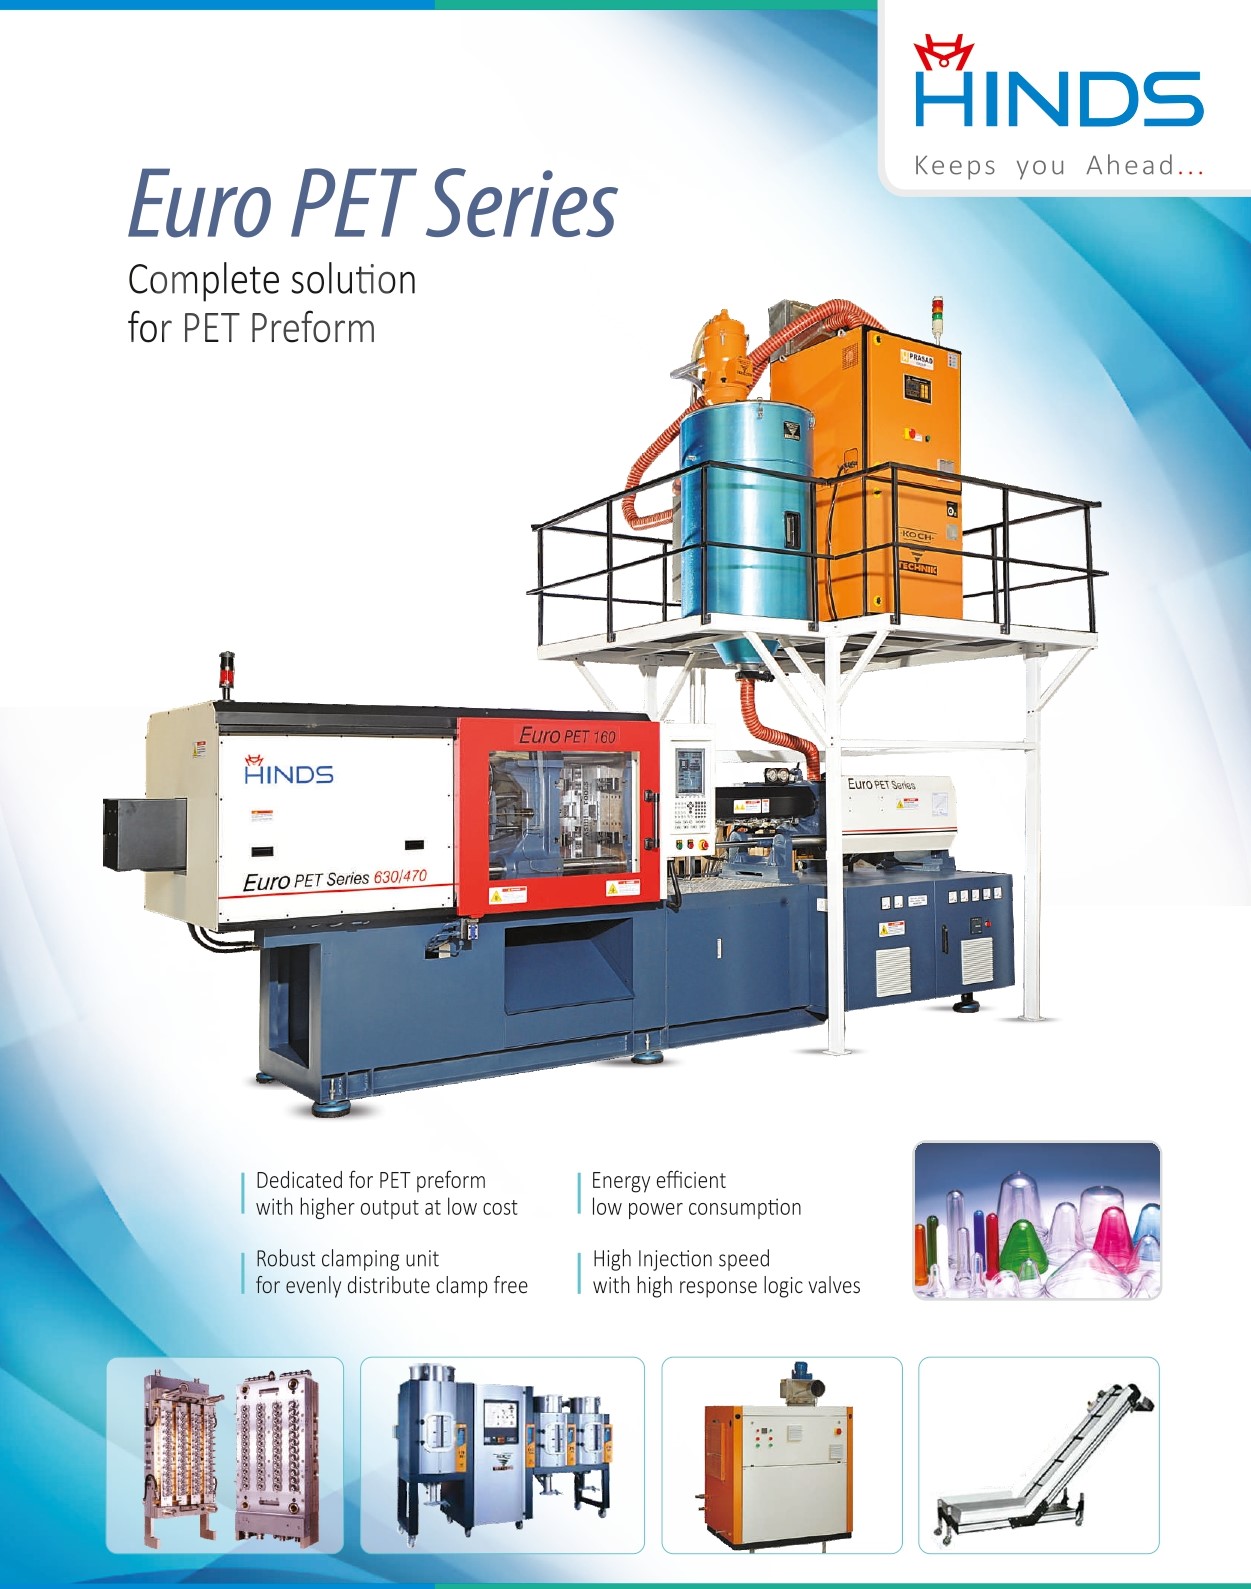 HINDS
Keeps you Ahead...
Euro PET Series
Complete solution
for PET Preform
PRASAD
KOCH
TECHNIK
Euro PET 160
HINDS
Euro PET Series
Euro PET Series 630/470
Dedicated for PET preform
with higher output at low cost
Energy efficient
low power consumption
Robust clamping unit
for evenly distribute clamp free
High Injection speed
with high response logic valves